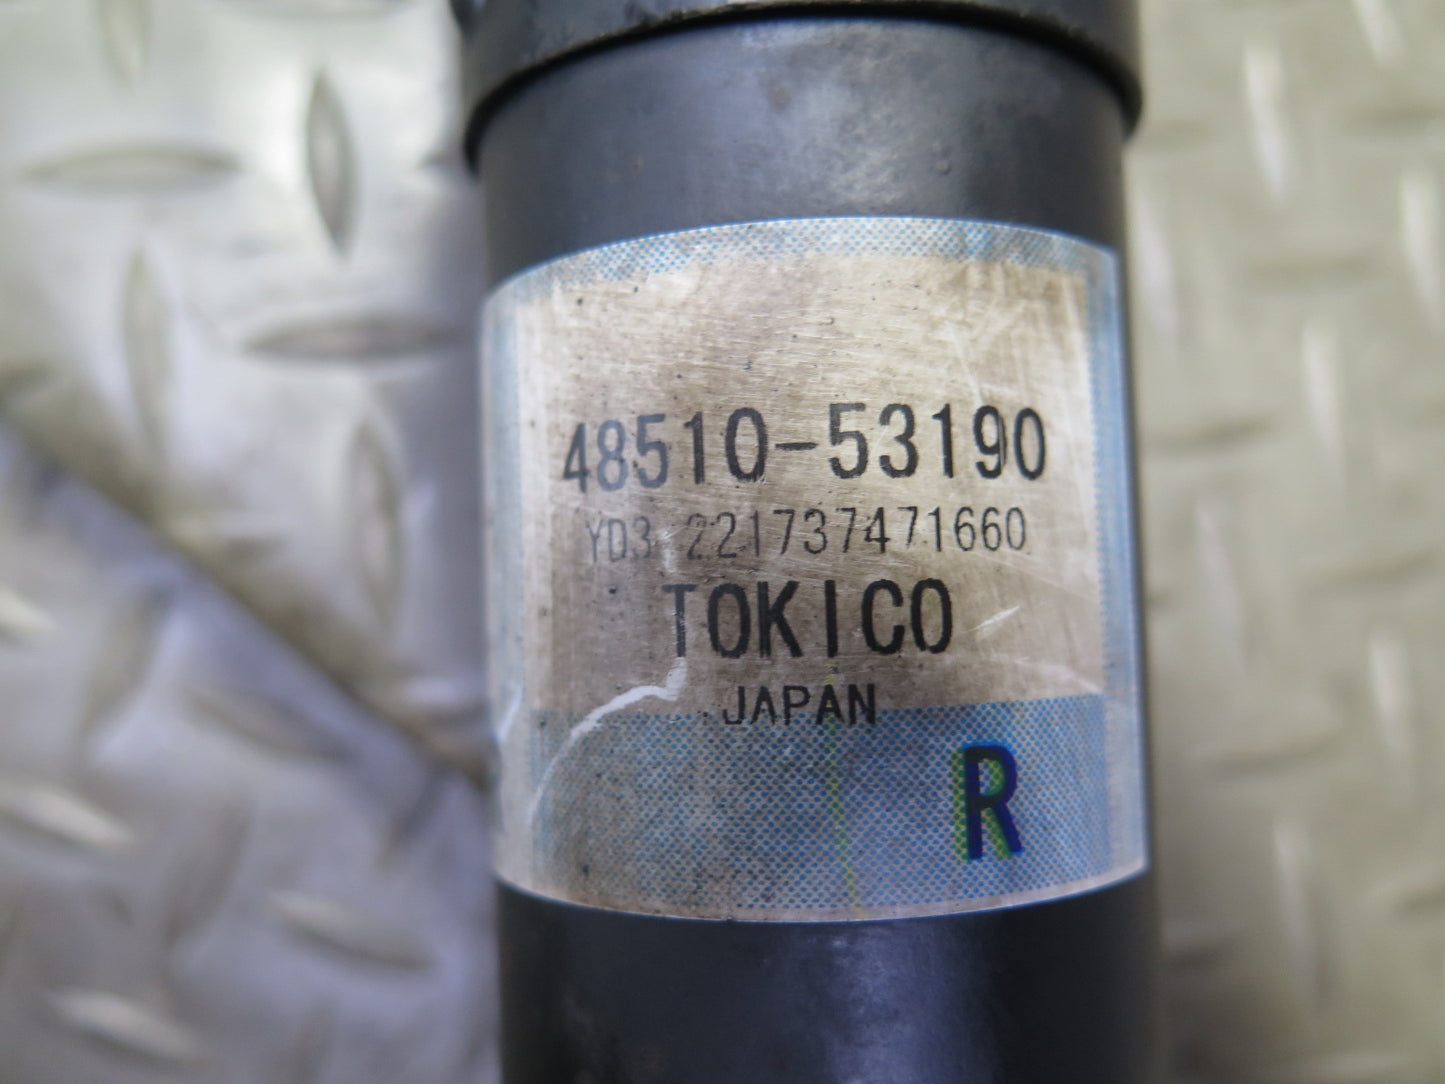 48510-53190
YD3 221737471660
TOKICO
JAPAN
R